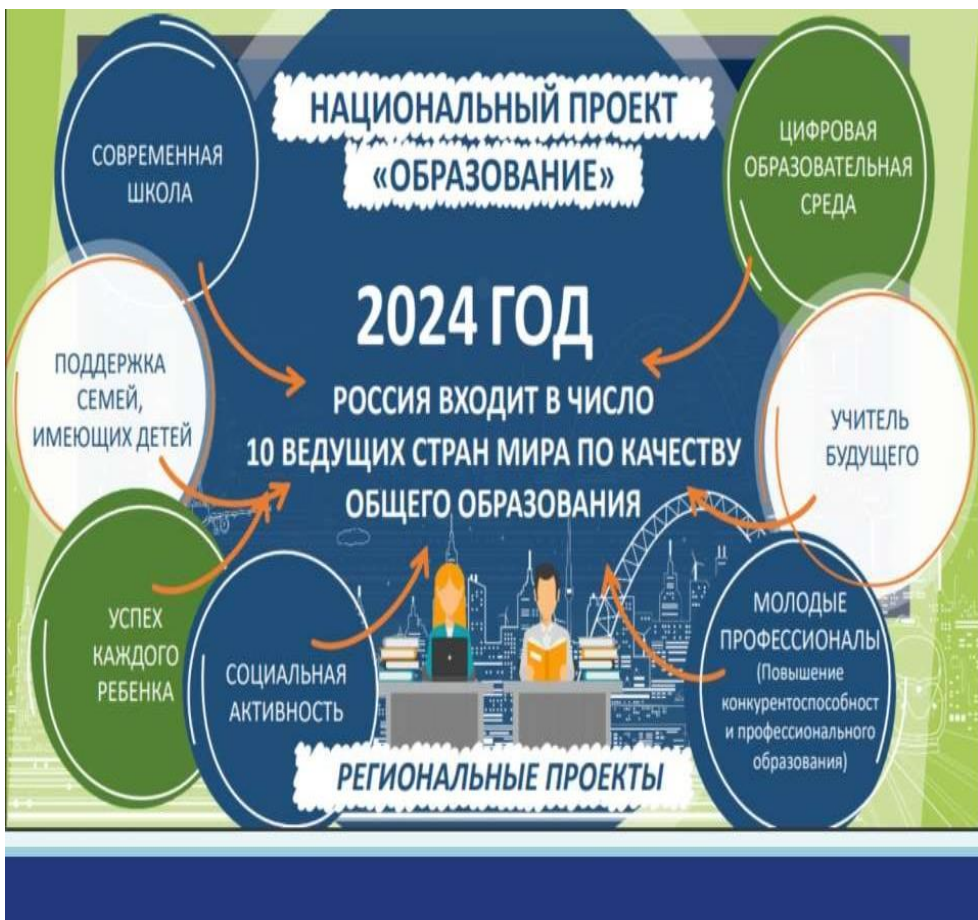 НАЦИОНАЛЬНЫЙ ПРОЕКТ
«ОБРАЗОВАНИЕ»
СОВРЕМЕННАЯ
ШКОЛА
ЦИФРОВАЯ
ОБРАЗОВАТЕЛЬНАЯ
СРЕДА
2024 ГОД
РОССИЯ ВХОДИТ В ЧИСЛО
10 ВЕДУЩИХ СТРАН МИРА ПО КАЧЕСТВУ
ОБЩЕГО ОБРАЗОВАНИЯ
ПОДДЕРЖКА
СЕМЕЙ,
ИМЕЮЩИХ ДЕТЕЙ
УЧИТЕЛЬ
БУДУЩЕГО
УСПЕХ
КАЖДОГО
РЕБЕНКА
СОЦИАЛЬНАЯ
АКТИВНОСТЬ
МОЛОДЫЕ
ПРОФЕССИОНАЛЫ
(Повышение
конкурентоспособност
и профессионального
образования)
РЕГИОНАЛЬНЫЕ ПРОЕКТЫ